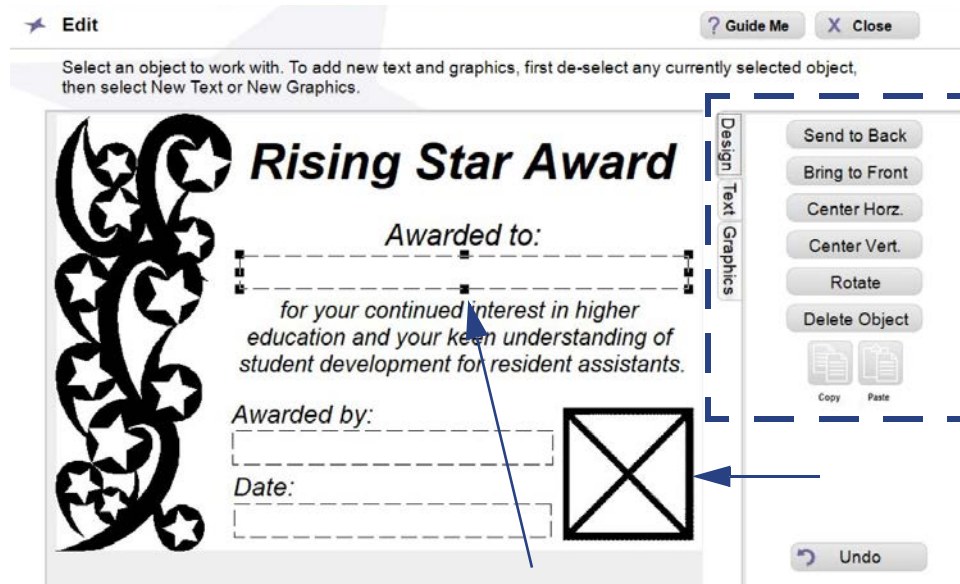 Edit
? Guide Me
X Close
Select an object to work with. To add new text and graphics, first de-select any currently selected object,
then select New Text or New Graphics.
Rising Star Award
Awarded to:
for your continued interest in higher
education and your keen understanding of
student development for resident assistants.
Awarded by:
Date:
Design
Text
Graphics
Send to Back
Bring to Front
Center Horz.
Center Vert.
Rotate
Delete Object
Copy
Paste
Undo